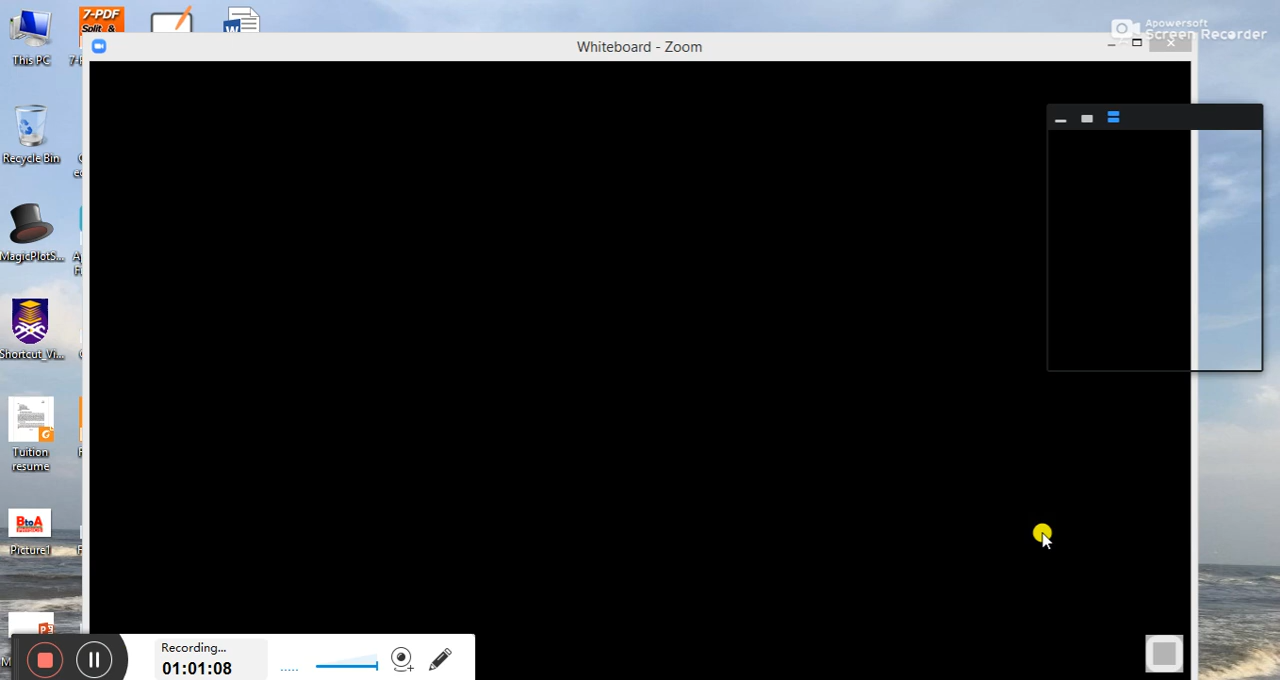 7-PDF
Split &
Apowersoft
Screen Recorder
Whiteboard - Zoom
This PC
Recycle Bin
MagicPlotS...
Shortcut_Vi...
Tuition
resume
BtoA
Picture1
Recording...
01:01:08